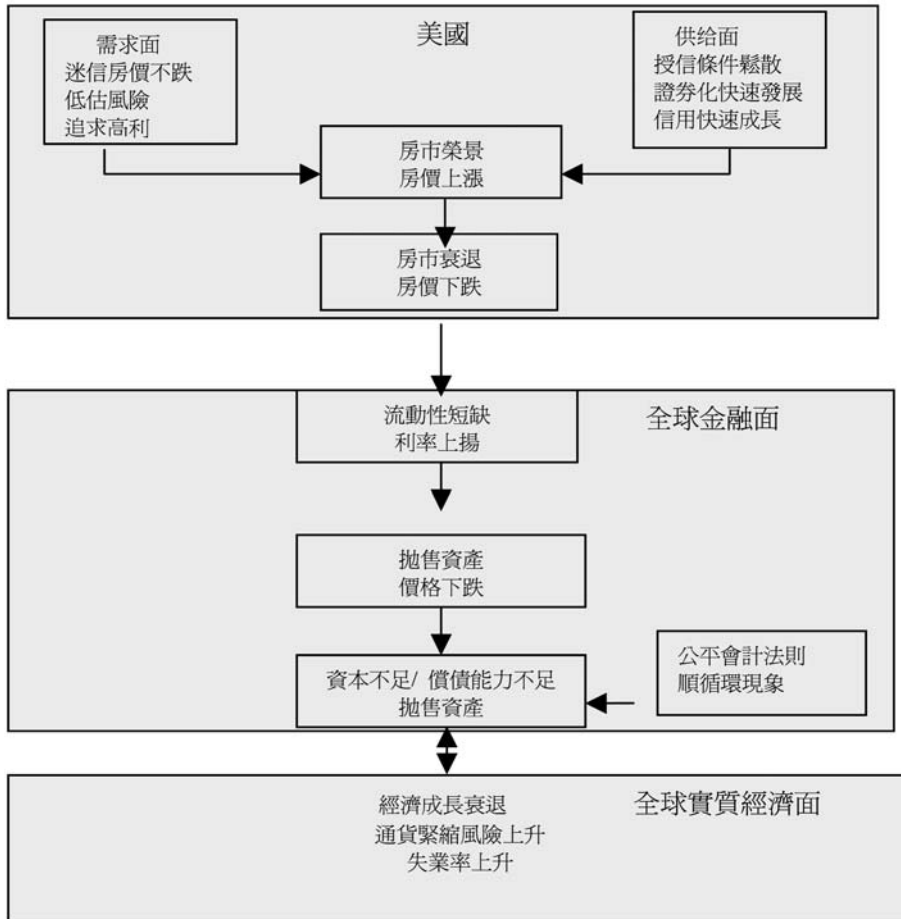 美國
需求面
迷信房價不跌
低估風險
追求高利
供給面
授信條件鬆散
證券化快速發展
信用快速成長
房市榮景
房價上漲
房市衰退
房價下跌
全球金融面
流動性短缺
利率上揚
拋售資產
價格下跌
資本不足/ 償債能力不足
拋售資產
公平會計法則
順循環現象
全球實質經濟面
經濟成長衰退
通貨緊縮風險上升
失業率上升